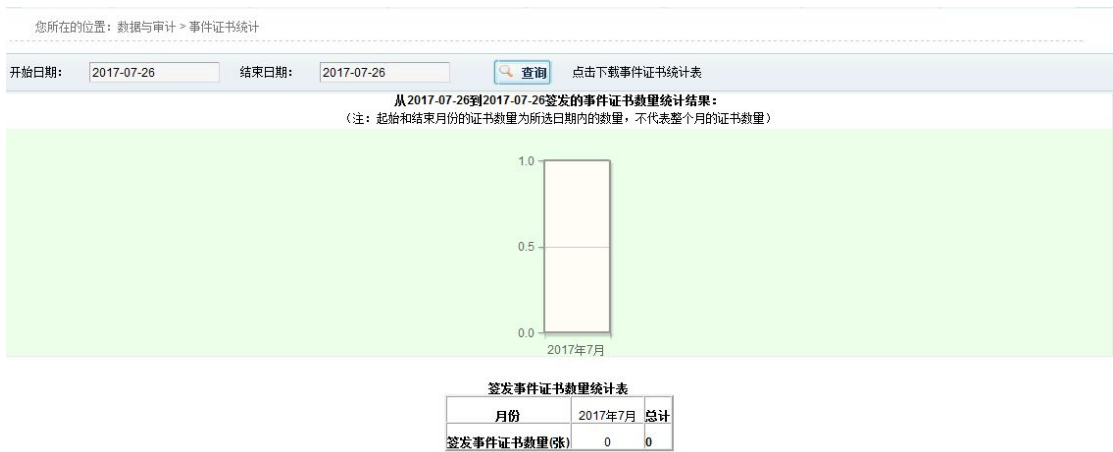 您所在的位置：数据与审计 > 事件证书统计
开始日期： 2017-07-26 结束日期： 2017-07-26 查询 点击下载事件证书统计表
从2017-07-26到2017-07-26签发的事件证书数量统计结果：
（注：起始和结束月份的证书数量为所选日期内的数量，不代表整个月的证书数量）
1.0
0.5
0.0
2017年7月
签发事件证书数量统计表
月份 2017年7月 总计
签发事件证书数量(张) 0 0